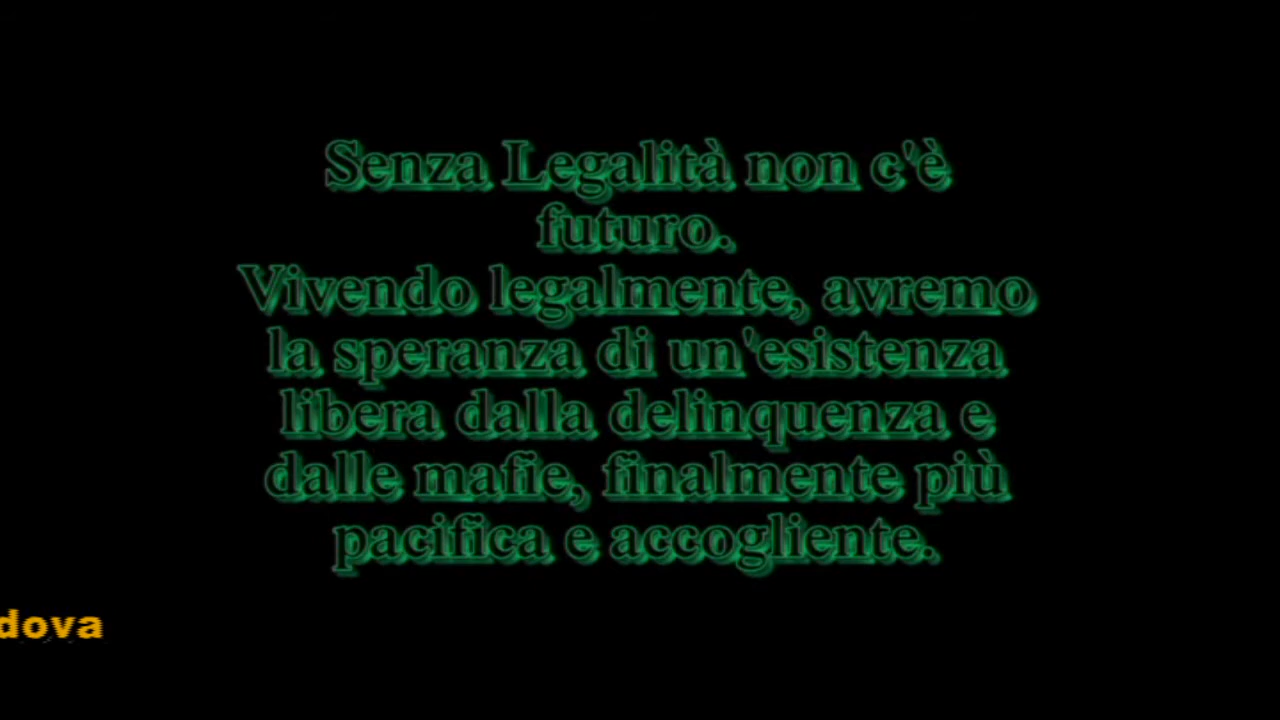 Senza Legalità non c'è
futuro.
Vivendo legalmente, avremo
la speranza di un'esistenza
libera dalla delinquenza e
dalle mafie, finalmente più
pacifica e accogliente.
dova